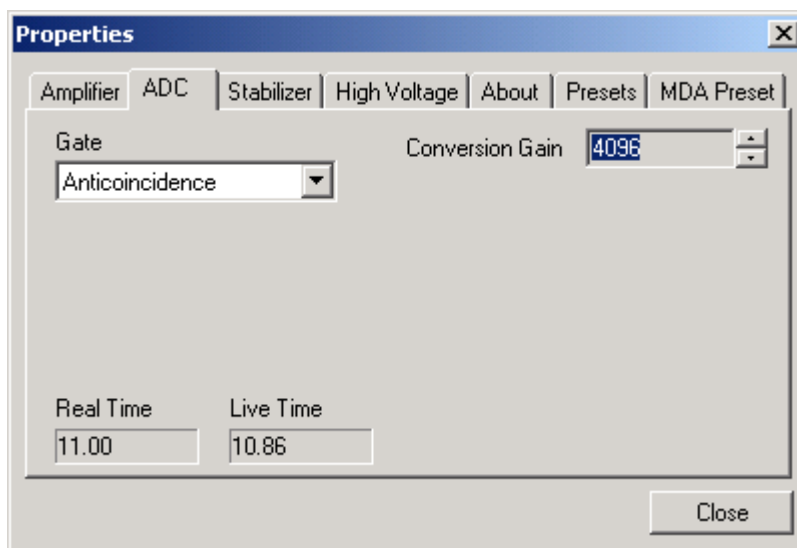 Properties
Amplifier ADC Stabilizer High Voltage About Presets MDA Preset
Gate Conversion Gain 4096
Anticoincidence
Real Time Live Time
11.00 10.86
Close